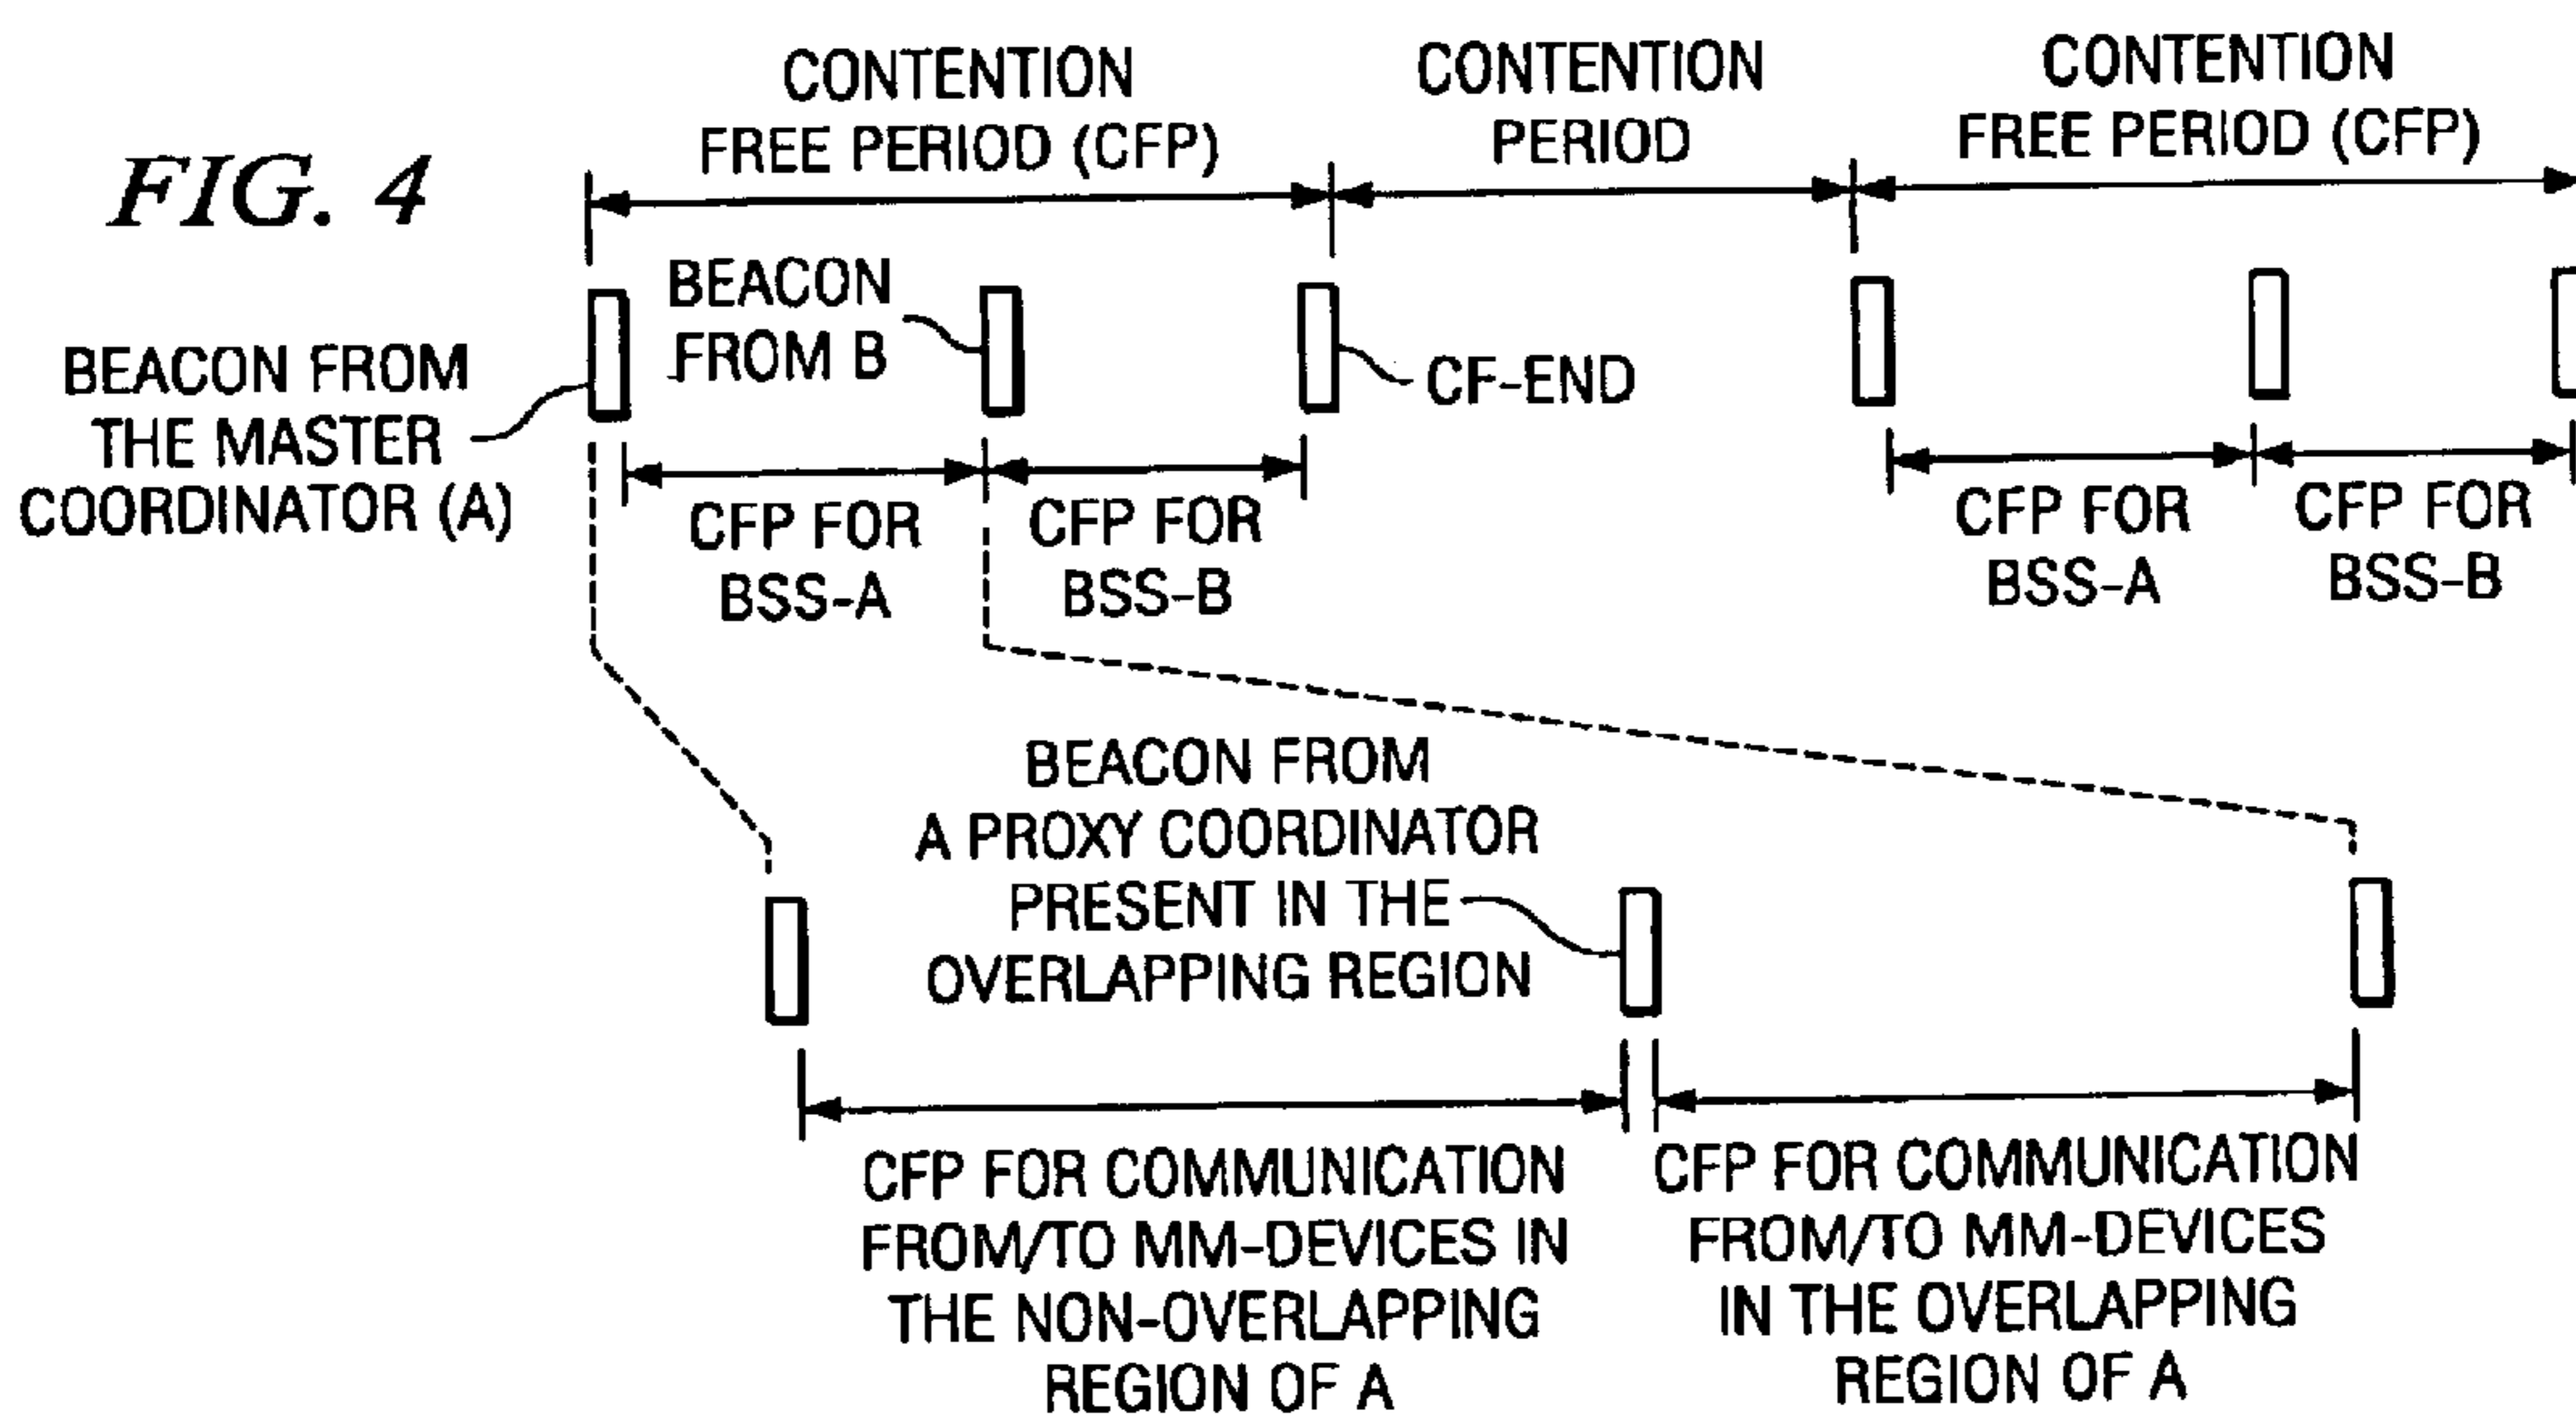 FIG. 4
CONTENTION
FREE PERIOD (CFP)
CONTENTION
PERIOD
CONTENTION
FREE PERIOD (CFP)
BEACON FROM
THE MASTER
COORDINATOR (A)
BEACON
FROM B
CF-END
CFP FOR
BSS-A
CFP FOR
BSS-B
CFP FOR
BSS-A
CFP FOR
BSS-B
BEACON FROM
A PROXY COORDINATOR
PRESENT IN THE
OVERLAPPING REGION
CFP FOR COMMUNICATION
FROM/TO MM-DEVICES IN
THE NON-OVERLAPPING
REGION OF A
CFP FOR COMMUNICATION
FROM/TO MM-DEVICES
IN THE OVERLAPPING
REGION OF A